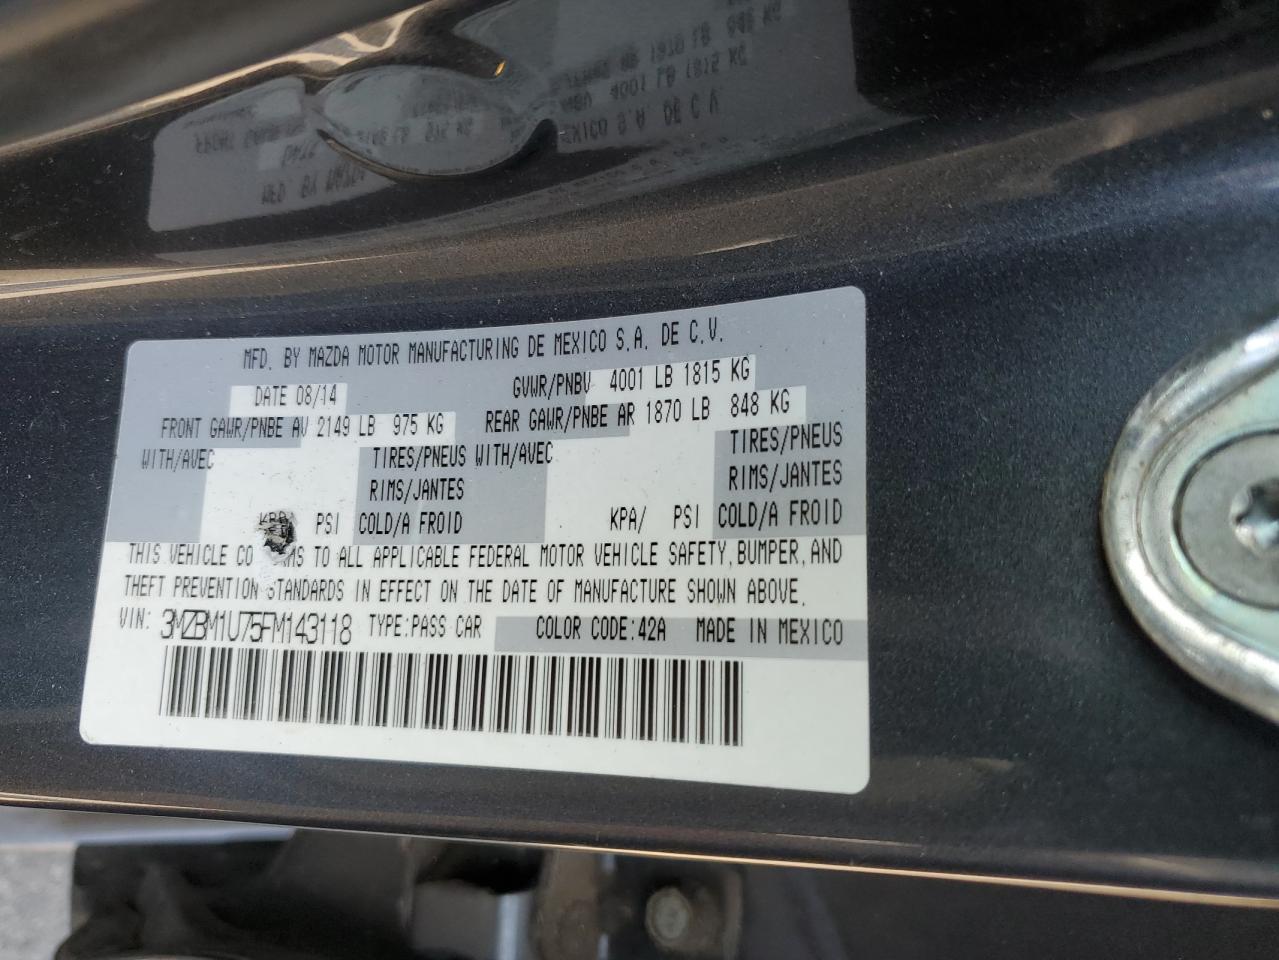 MFD. BY MAZDA MOTOR MANUFACTURING DE MEXICO S.A. DE C.V.
DATE 08/14 GVWR/PNBV 4001 LB 1815 KG
FRONT GAWR/PNBE AV 2149 LB 975 KG REAR GAWR/PNBE AR 1870 LB 848 KG
WITH/AVEC TIRES/PNEUS WITH/AVEC TIRES/PNEUS
RIMS/JANTES RIMS/JANTES
PSI COLD/A FROID KPA/ PSI COLD/A FROID
THIS VEHICLE TO ALL APPLICABLE FEDERAL MOTOR VEHICLE SAFETY, BUMPER, AND
THEFT PREVENTION STANDARDS IN EFFECT ON THE DATE OF MANUFACTURE SHOWN ABOVE.
VIN: 3MZBM1U75FM143118 TYPE:PASS CAR COLOR CODE:42A MADE IN MEXICO